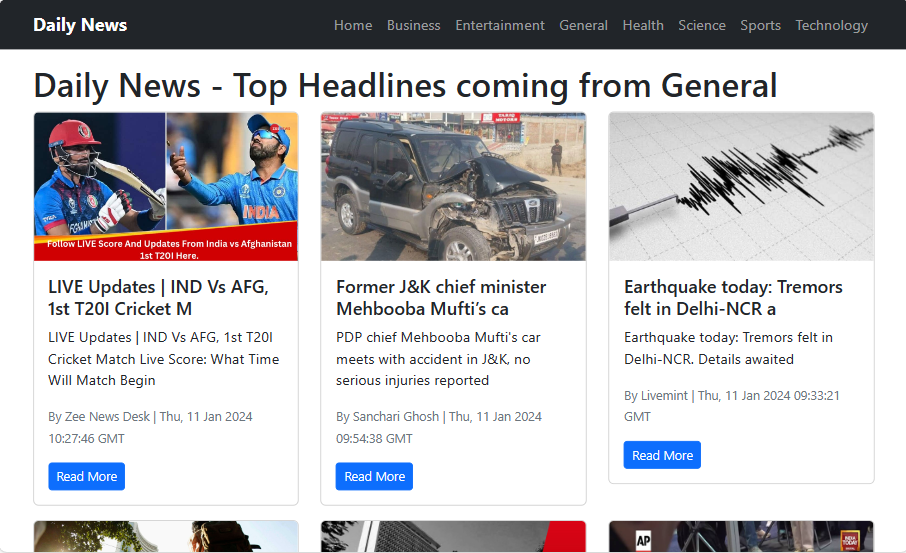 Daily News
Home Business Entertainment General Health Science Sports Technology
Daily News - Top Headlines coming from General
AFGHANISTAN
INDIA
Follow LIVE Score And Updates From India vs Afghanistan
1st T20I Here.
LIVE Updates | IND Vs AFG,
1st T20I Cricket M
LIVE Updates | IND Vs AFG, 1st T20I
Cricket Match Live Score: What Time
Will Match Begin
By Zee News Desk | Thu, 11 Jan 2024
10:27:46 GMT
Read More
TARIQ
MOTORS
Former J&K chief minister
Mehbooba Mufti’s ca
PDP chief Mehbooba Mufti's car
meets with accident in J&K, no
serious injuries reported
By Sanchari Ghosh | Thu, 11 Jan 2024
09:54:38 GMT
Read More
Earthquake today: Tremors
felt in Delhi-NCR a
Earthquake today: Tremors felt in
Delhi-NCR. Details awaited
By Livemint | Thu, 11 Jan 2024 09:33:21
GMT
Read More
AP
INDIA
TODAY